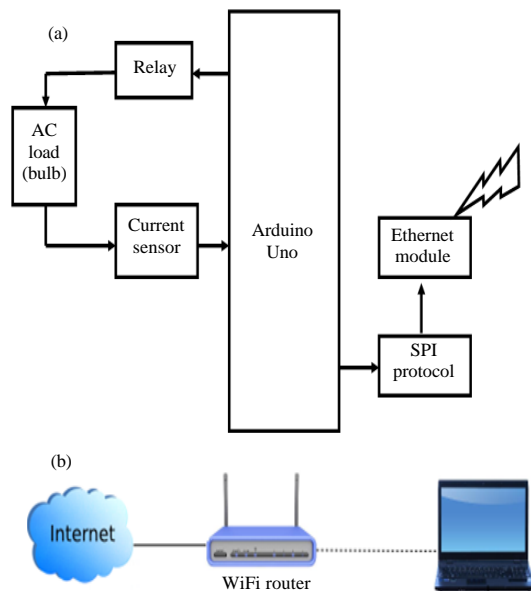 (a)
Relay
AC
load
(bulb)
Current
sensor
Arduino
Uno
Ethernet
module
SPI
protocol
(b)
Internet
WiFi router